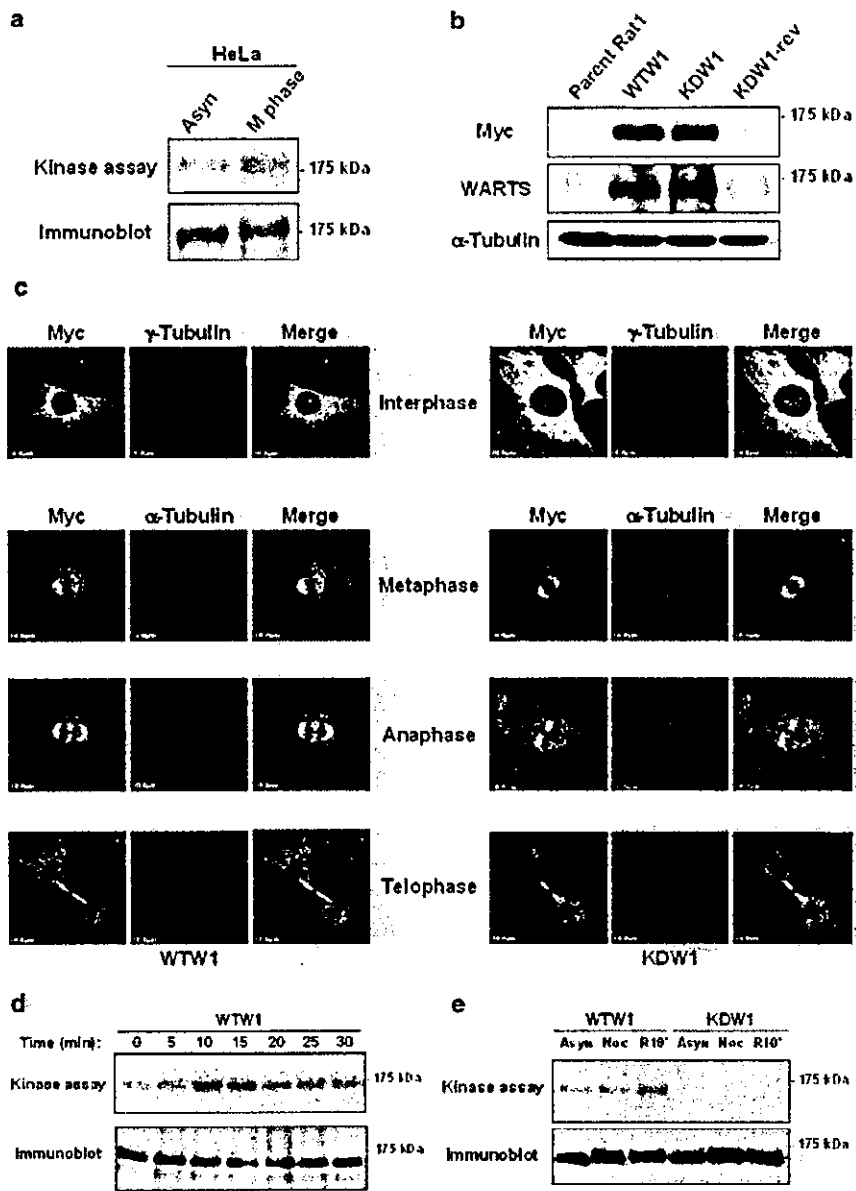 a
HeLa
Asyn M phase
Kinase assay
175 kDa
Immunoblot
175 kDa
b
Parent Rat1 WTW1 KDW1 KDW1-rev
Myc
175 kDa
WARTS
175 kDa
α-Tubulin
c
Myc γ-Tubulin Merge Myc γ-Tubulin Merge
Interphase
Myc α-Tubulin Merge Myc α-Tubulin Merge
Metaphase
Anaphase
Telophase
WTW1 KDW1
d
WTW1
Time (min): 0 5 10 15 20 25 30
Kinase assay
175 kDa
Immunoblot
175 kDa
e
WTW1 KDW1
Asyn Noc R10' Asyn Noc R10'
Kinase assay
175 kDa
Immunoblot
175 kDa